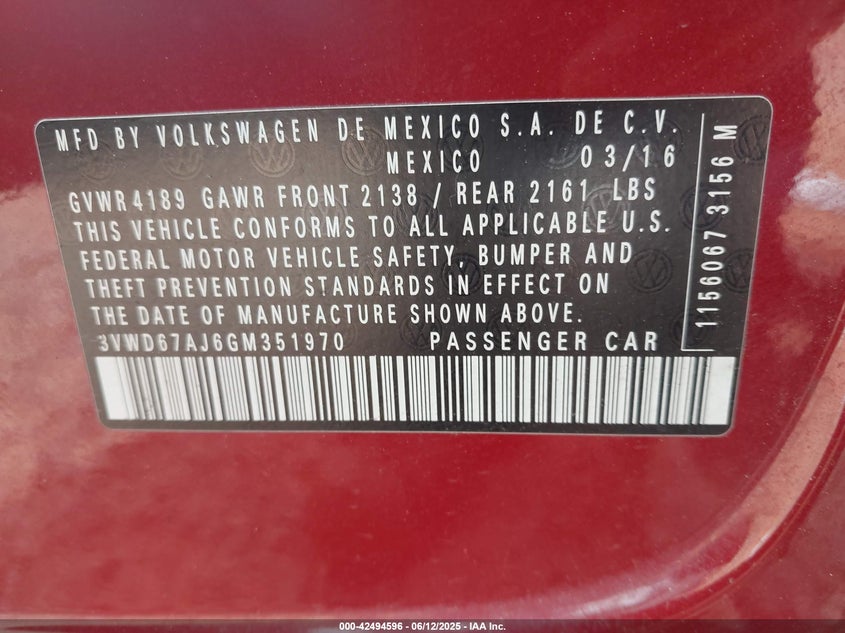 MFD BY VOLKSWAGEN DE MEXICO S.A. DE C.V.
MEXICO 03/16
GVWR 4189 GAWR FRONT 2138 / REAR 2161 LBS
THIS VEHICLE CONFORMS TO ALL APPLICABLE U.S.
FEDERAL MOTOR VEHICLE SAFETY, BUMPER AND
THEFT PREVENTION STANDARDS IN EFFECT ON
THE DATE OF MANUFACTURE SHOWN ABOVE.
3VWD67AJ6GM351970 PASSENGER CAR
1156067 3156 M
000-42494596 - 06/12/2025 - IAA Inc.